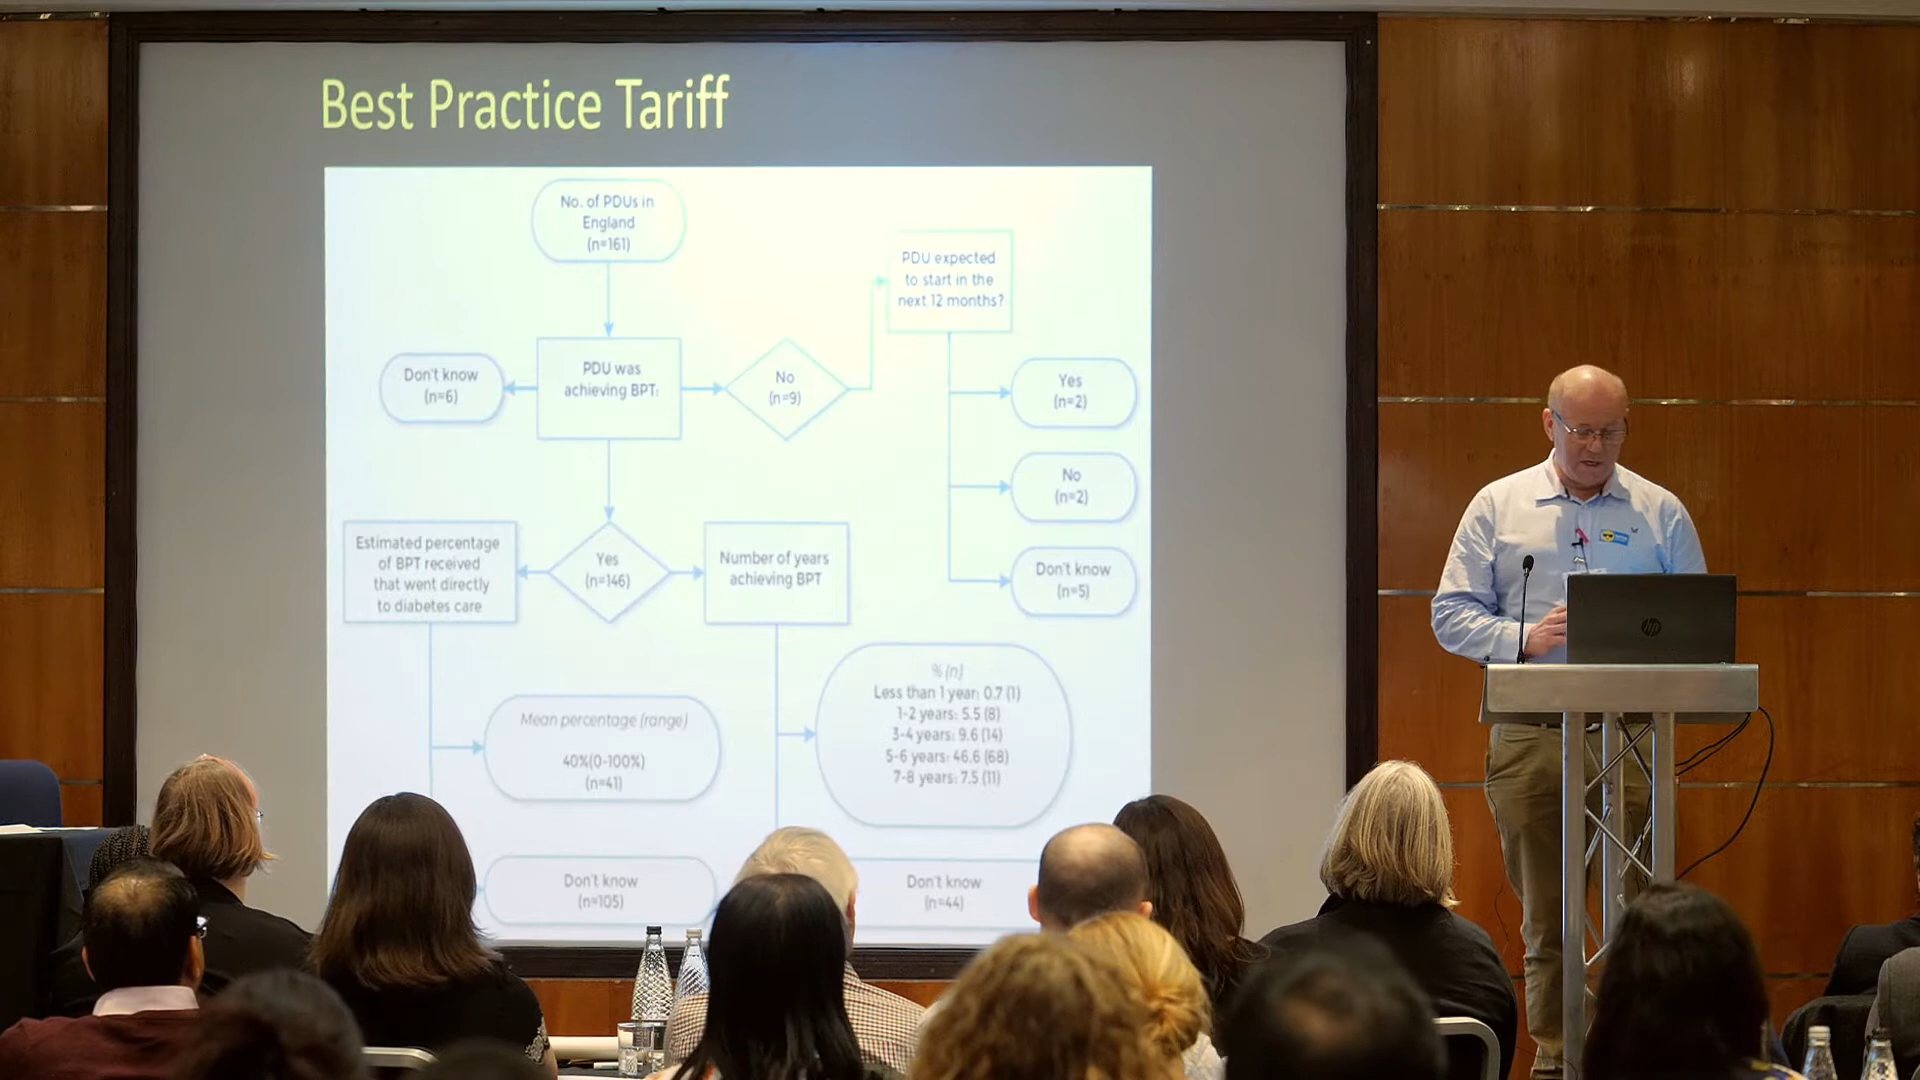 Best Practice Tariff
No. of PDUs in
England
(n=161)
PDU expected
to start in the
next 12 months?
Don't know
(n=6)
PDU was
achieving BPT:
No
(n=9)
Yes
(n=2)
No
(n=2)
Don't know
(n=5)
Estimated percentage
of BPT received
that went directly
to diabetes care
Yes
(n=146)
Number of years
achieving BPT
% (n)
Less than 1 year: 0.7 (1)
1-2 years: 5.5 (8)
3-4 years: 9.6 (14)
5-6 years: 46.6 (68)
7-8 years: 7.5 (11)
Mean percentage (range)
40%(0-100%)
(n=41)
Don't know
(n=105)
Don't know
(n=44)
hp